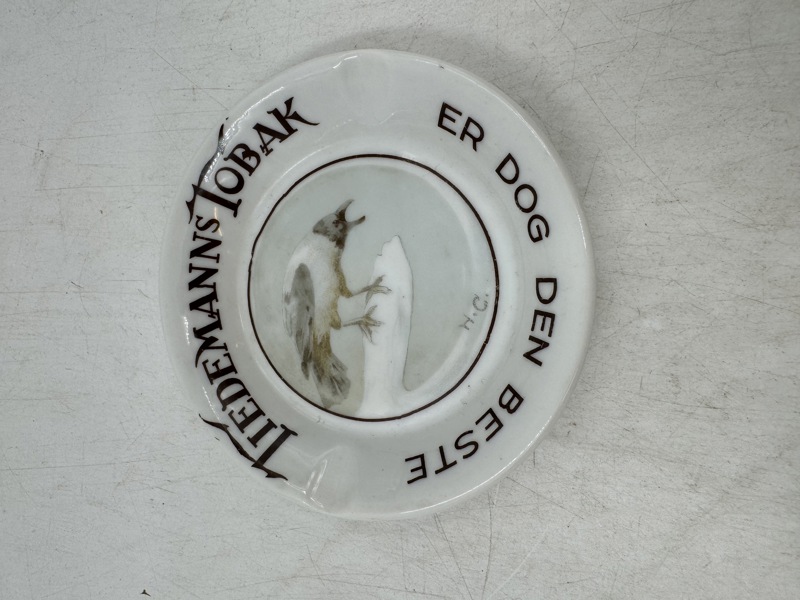 TIEDEMANNS TOBAK
ER DOG DEN BESTE
H.C.